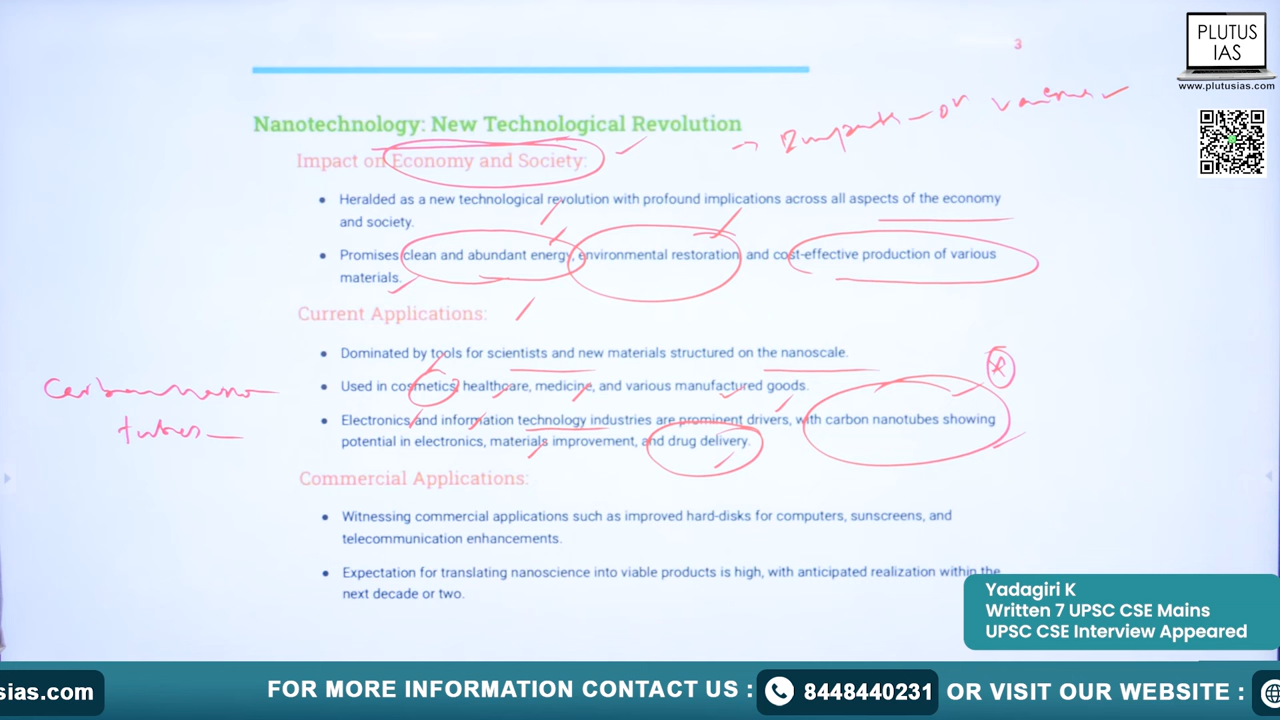 3
PLUTUS
IAS
www.plutusias.com
Nanotechnology: New Technological Revolution
Impact on Economy and Society:
• Heralded as a new technological revolution with profound implications across all aspects of the economy
and society.
• Promises clean and abundant energy, environmental restoration, and cost-effective production of various
materials.
Current Applications:
• Dominated by tools for scientists and new materials structured on the nanoscale.
• Used in cosmetics, healthcare, medicine, and various manufactured goods.
Carbon nano
tubes
• Electronics and information technology industries are prominent drivers, with carbon nanotubes showing
potential in electronics, materials improvement, and drug delivery.
Commercial Applications:
• Witnessing commercial applications such as improved hard-disks for computers, sunscreens, and
telecommunication enhancements.
• Expectation for translating nanoscience into viable products is high, with anticipated realization within the
next decade or two.
Yadagiri K
Written 7 UPSC CSE Mains
UPSC CSE Interview Appeared
sias.com FOR MORE INFORMATION CONTACT US : 8448440231 OR VISIT OUR WEBSITE :